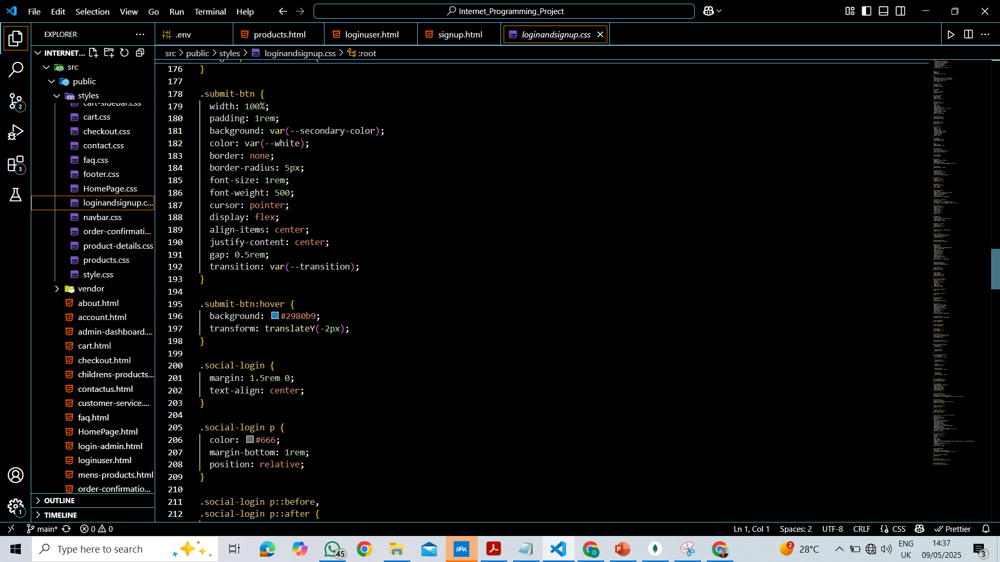 File Edit Selection View Go Run Terminal Help
Internet_Programming_Project
EXPLORER
.env
products.html
loginuser.html
signup.html
loginandsignup.css
INTERNET...
src > public > styles > loginandsignup.css > :root
src
public
styles
cart-sidebar.css
cart.css
checkout.css
contact.css
faq.css
footer.css
HomePage.css
loginandsignup.c...
navbar.css
order-confirmati...
product-details.css
products.css
style.css
vendor
about.html
account.html
admin-dashboard....
cart.html
checkout.html
childrens-products...
contactus.html
customer-service....
faq.html
HomePage.html
login-admin.html
loginuser.html
mens-products.html
order-confirmatio...
OUTLINE
TIMELINE
2
3
1
176 }
177
178 .submit-btn {
179 width: 100%;
180 padding: 1rem;
181 background: var(--secondary-color);
182 color: var(--white);
183 border: none;
184 border-radius: 5px;
185 font-size: 1rem;
186 font-weight: 500;
187 cursor: pointer;
188 display: flex;
189 align-items: center;
190 justify-content: center;
191 gap: 0.5rem;
192 transition: var(--transition);
193 }
194
195 .submit-btn:hover {
196 background: #2980b9;
197 transform: translateY(-2px);
198 }
199
200 .social-login {
201 margin: 1.5rem 0;
202 text-align: center;
203 }
204
205 .social-login p {
206 color: #666;
207 margin-bottom: 1rem;
208 position: relative;
209 }
210
211 .social-login p::before,
212 .social-login p::after {
main* 0 0
Ln 1, Col 1 Spaces: 2 UTF-8 CRLF {} CSS Prettier
Type here to search
45
2
28°C
ENG
UK
14:37
09/05/2025
3